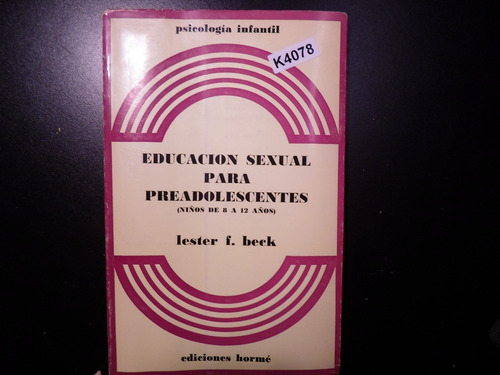 psicología infantil
K4078
EDUCACION SEXUAL
PARA
PREADOLESCENTES
(NIÑOS DE 8 A 12 AÑOS)
lester f. beck
ediciones hormé